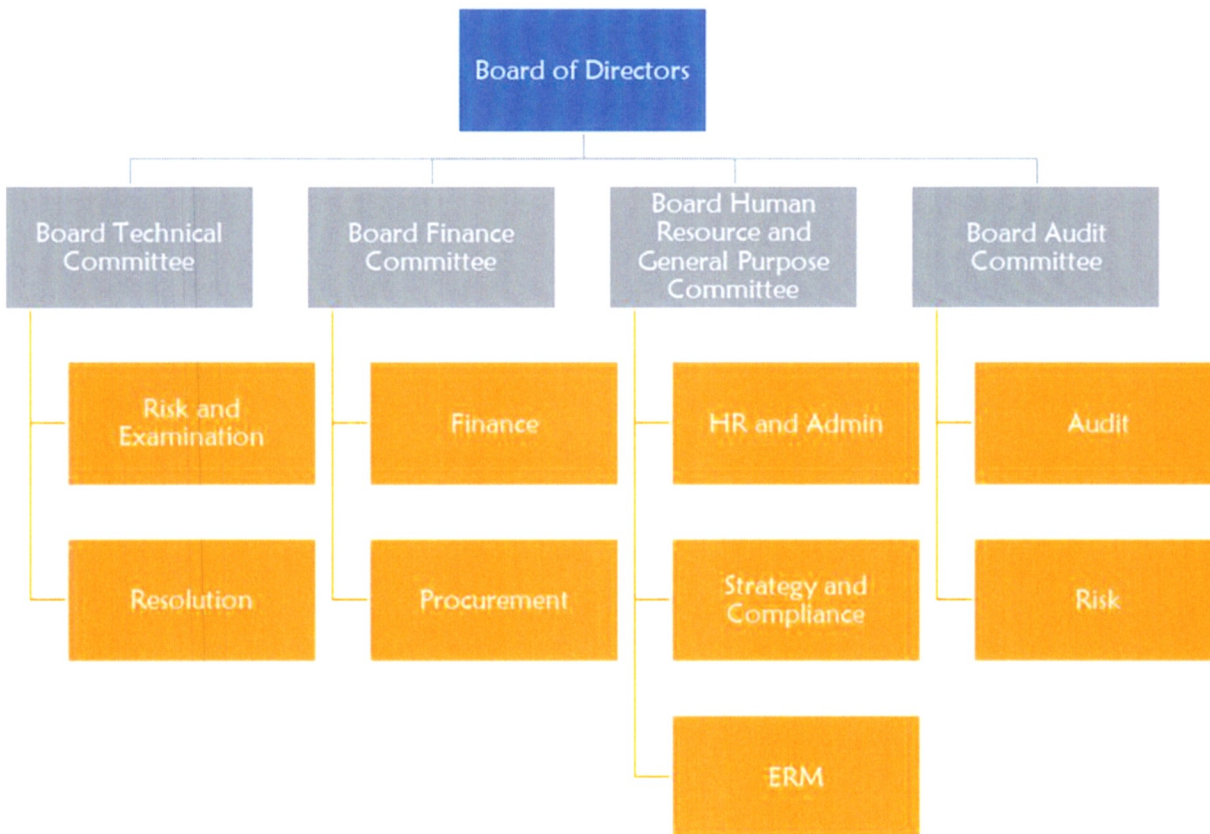 Board of Directors
Board Technical
Committee
Board Finance
Committee
Board Human
Resource and
General Purpose
Committee
Board Audit
Committee
Risk and
Examination
Finance
HR and Admin
Audit
Resolution
Procurement
Strategy and
Compliance
Risk
ERM